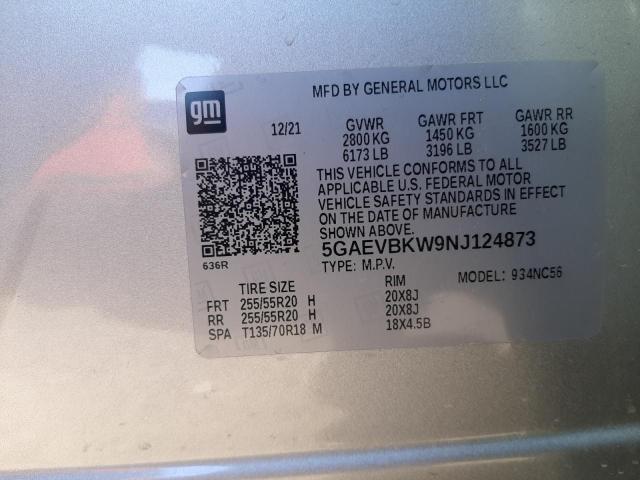 MFD BY GENERAL MOTORS LLC
gm
12/21
GVWR GAWR FRT GAWR RR
2800 KG 1450 KG 1600 KG
6173 LB 3196 LB 3527 LB
THIS VEHICLE CONFORMS TO ALL
APPLICABLE U.S. FEDERAL MOTOR
VEHICLE SAFETY STANDARDS IN EFFECT
ON THE DATE OF MANUFACTURE
SHOWN ABOVE.
5GAEVBKW9NJ124873
636R
TYPE: M.P.V.
MODEL: 934NC56
TIRE SIZE RIM
FRT 255/55R20 H 20X8J
RR 255/55R20 H 20X8J
SPA T135/70R18 M 18X4.5B